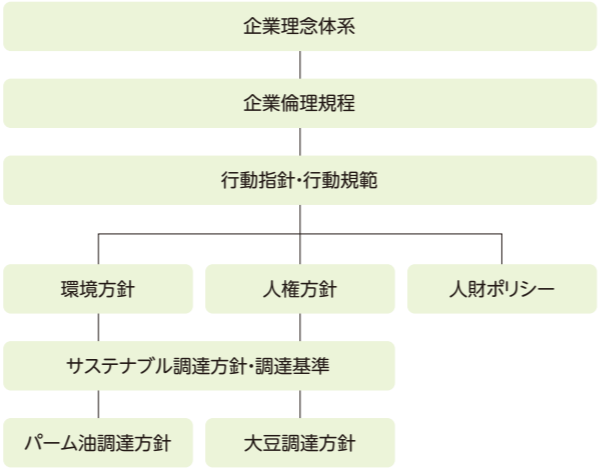 企業理念体系
企業倫理規程
行動指針・行動規範
環境方針
人権方針
人財ポリシー
サステナブル調達方針・調達基準
パーム油調達方針
大豆調達方針